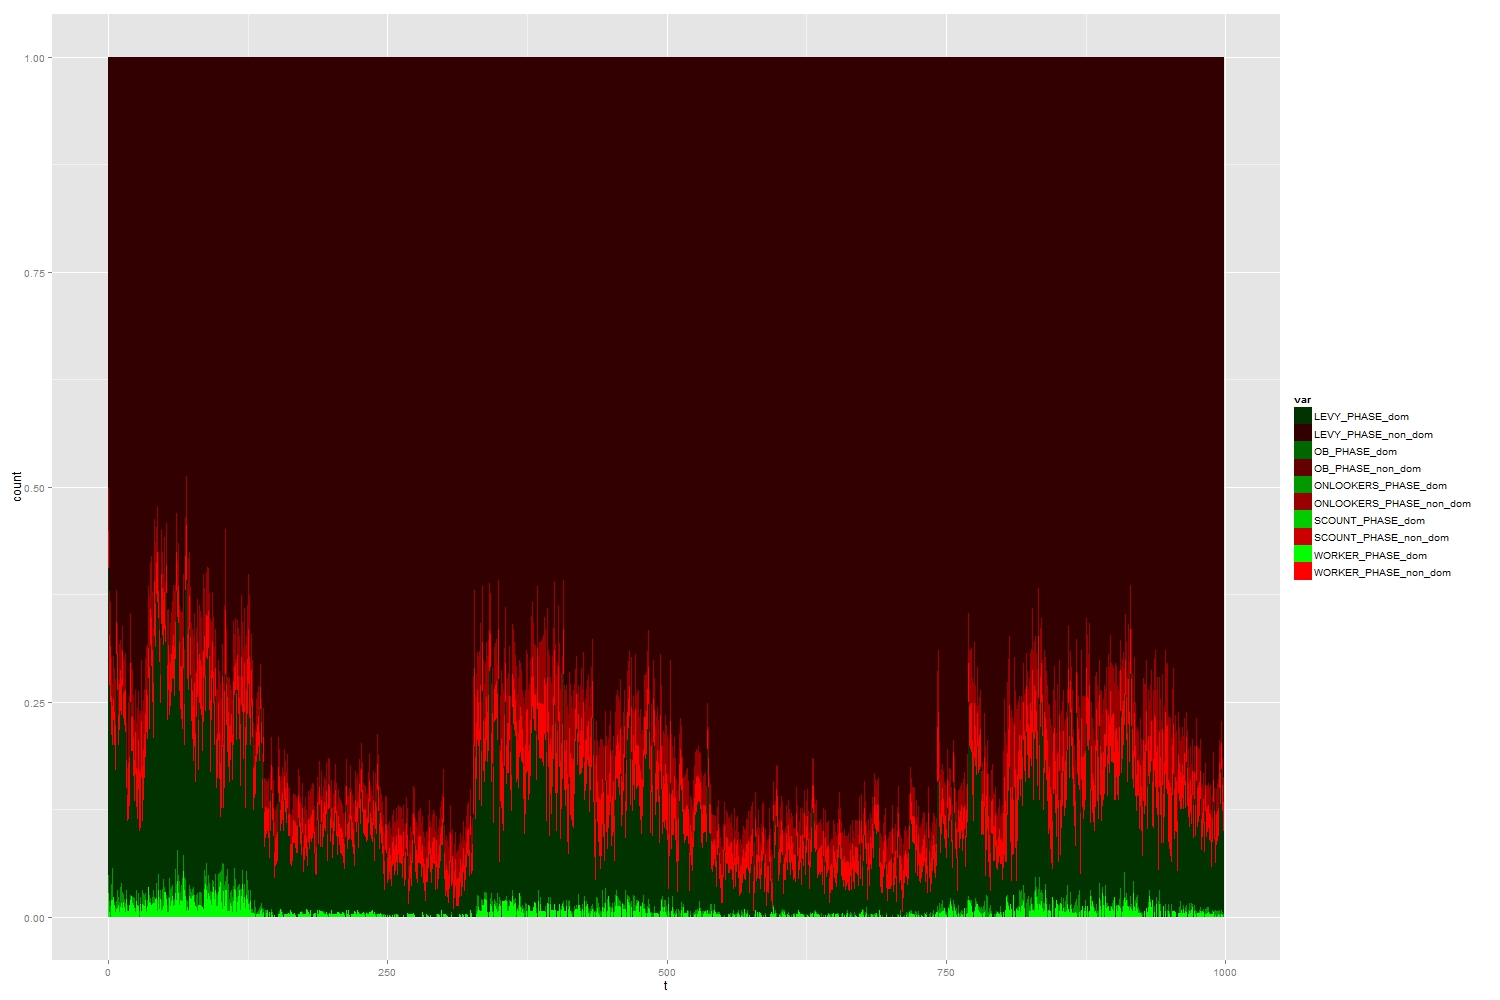 1.00
0.75
0.50
0.25
0.00
count
0
250
500
750
1000
t
var
LEVY_PHASE_dom
LEVY_PHASE_non_dom
OB_PHASE_dom
OB_PHASE_non_dom
ONLOOKERS_PHASE_dom
ONLOOKERS_PHASE_non_dom
SCOUNT_PHASE_dom
SCOUNT_PHASE_non_dom
WORKER_PHASE_dom
WORKER_PHASE_non_dom